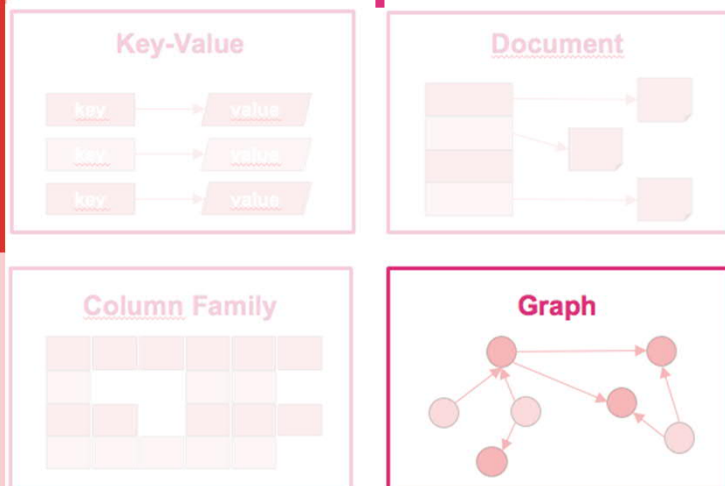 Key-Value
key value
key value
key value
Document
Column Family
Graph